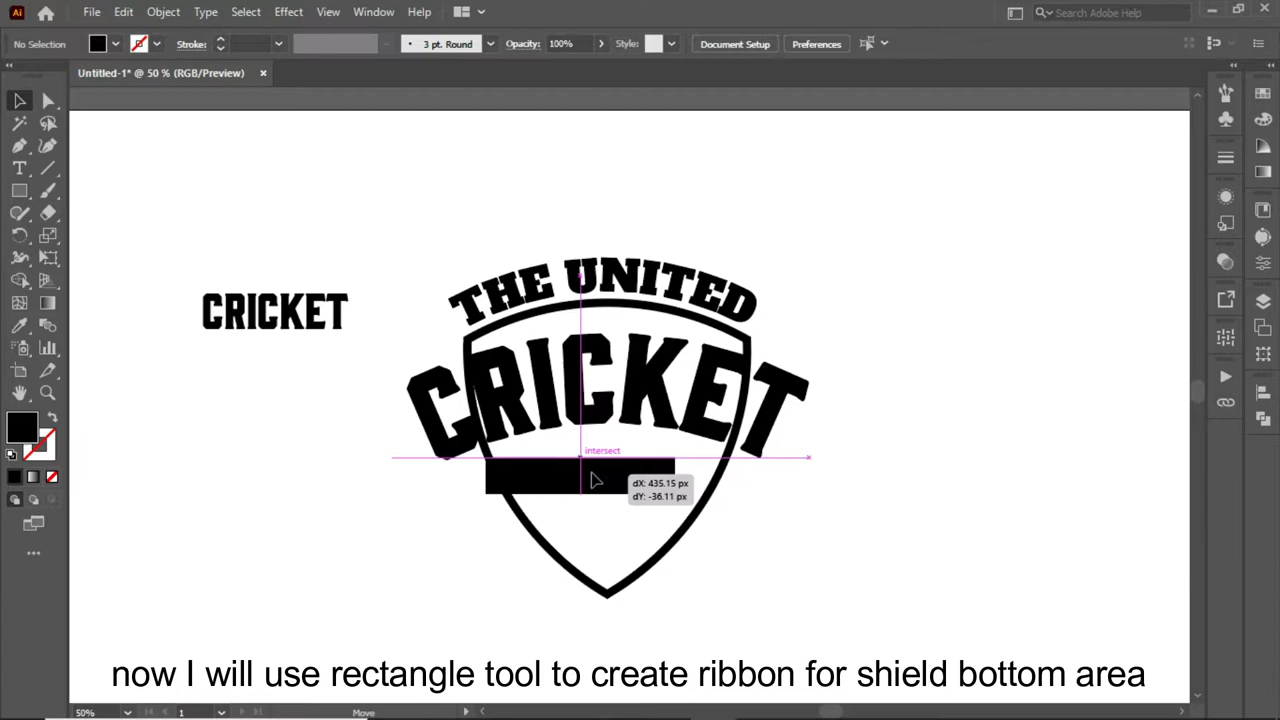 Ai File Edit Object Type Select Effect View Window Help Search Adobe Help
No Selection Stroke: 3 pt. Round Opacity: 100% Style: Document Setup Preferences
Untitled-1* @ 50 % (RGB/Preview)
THE UNITED
CRICKET
CRICKET
intersect
dX: 435.15 px
dY: -36.11 px
now I will use rectangle tool to create ribbon for shield bottom area
50% 1 Move